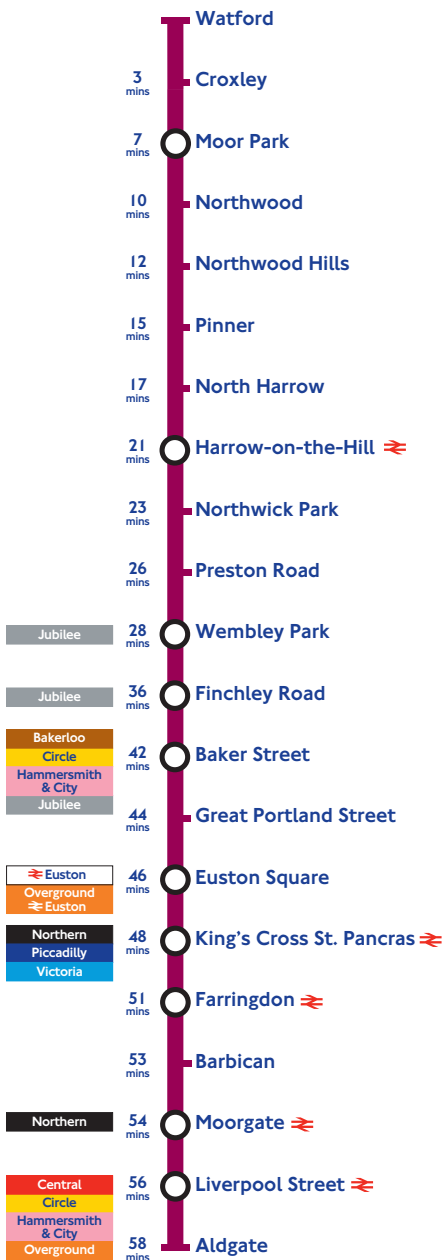 Watford
3
mins
Croxley
7
mins
Moor Park
10
mins
Northwood
12
mins
Northwood Hills
15
mins
Pinner
17
mins
North Harrow
21
mins
Harrow-on-the-Hill
23
mins
Northwick Park
26
mins
Preston Road
Jubilee
28
mins
Wembley Park
Jubilee
36
mins
Finchley Road
Bakerloo
Circle
Hammersmith
& City
Jubilee
42
mins
Baker Street
44
mins
Great Portland Street
Euston
Overground
Euston
46
mins
Euston Square
Northern
Piccadilly
Victoria
48
mins
King's Cross St. Pancras
51
mins
Farringdon
53
mins
Barbican
Northern
54
mins
Moorgate
Central
Circle
Hammersmith
& City
Overground
56
mins
Liverpool Street
58
mins
Aldgate